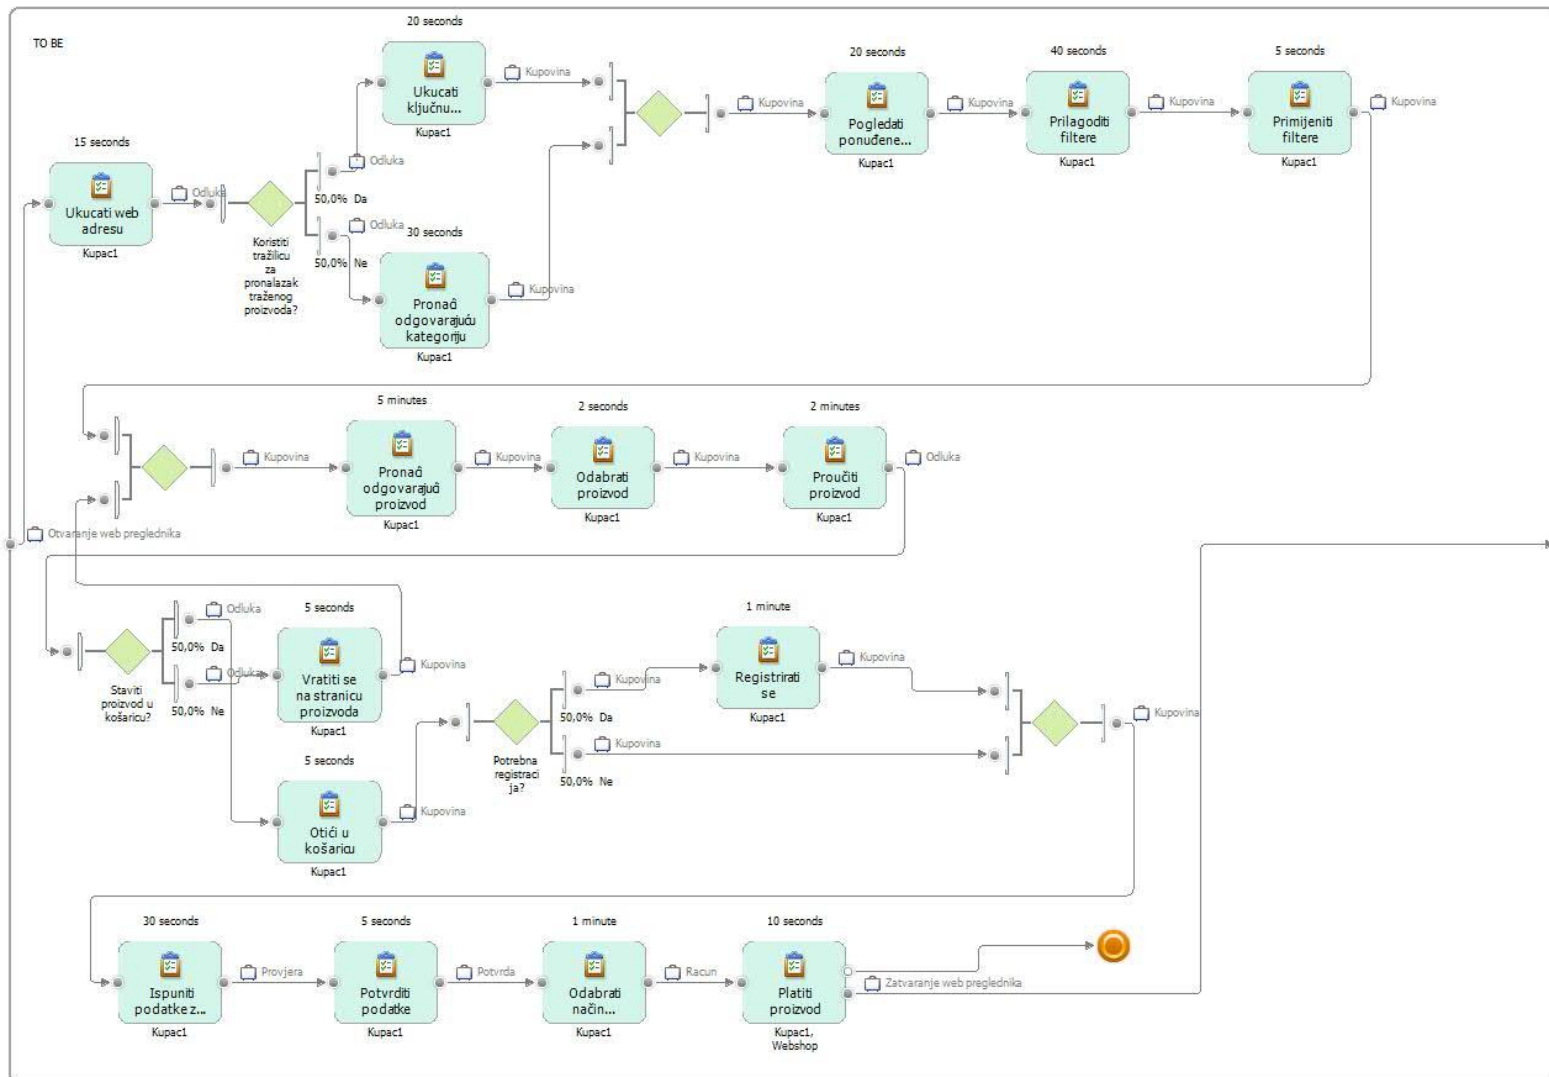 TO BE
20 seconds
Kupovina
Ukucati
ključnu...
Kupac1
20 seconds
Kupovina
Pogledati
ponuđene...
Kupac1
40 seconds
Kupovina
Prilagoditi
filtere
Kupac1
5 seconds
Kupovina
Primijeniti
filtere
Kupac1
Kupovina
15 seconds
Ukucati web
adresu
Kupac1
Odluka
Koristiti
tražilicu
za
pronalazak
traženog
proizvoda?
Odluka
50,0% Da
Odluka
50,0% Ne
30 seconds
Pronaći
odgovarajuću
kategoriju
Kupac1
Kupovina
Kupovina
5 minutes
Pronaći
odgovarajući
proizvod
Kupac1
Kupovina
2 seconds
Odabrati
proizvod
Kupac1
Kupovina
2 minutes
Proučiti
proizvod
Kupac1
Odluka
Otvaranje web preglednika
Staviti
proizvod u
košaricu?
Odluka
50,0% Da
Odluka
50,0% Ne
5 seconds
Vratiti se
na stranicu
proizvoda
Kupac1
Kupovina
5 seconds
Otići u
košaricu
Kupac1
Kupovina
Potrebna
registraci
ja?
Kupovina
50,0% Da
Kupovina
50,0% Ne
1 minute
Registrirati
se
Kupac1
Kupovina
Kupovina
30 seconds
Ispuniti
podatke z...
Kupac1
Provjera
5 seconds
Potvrditi
podatke
Kupac1
Potvrda
1 minute
Odabrati
način...
Kupac1
Racun
10 seconds
Platiti
proizvod
Kupac1,
Webshop
Zatvaranje web preglednika